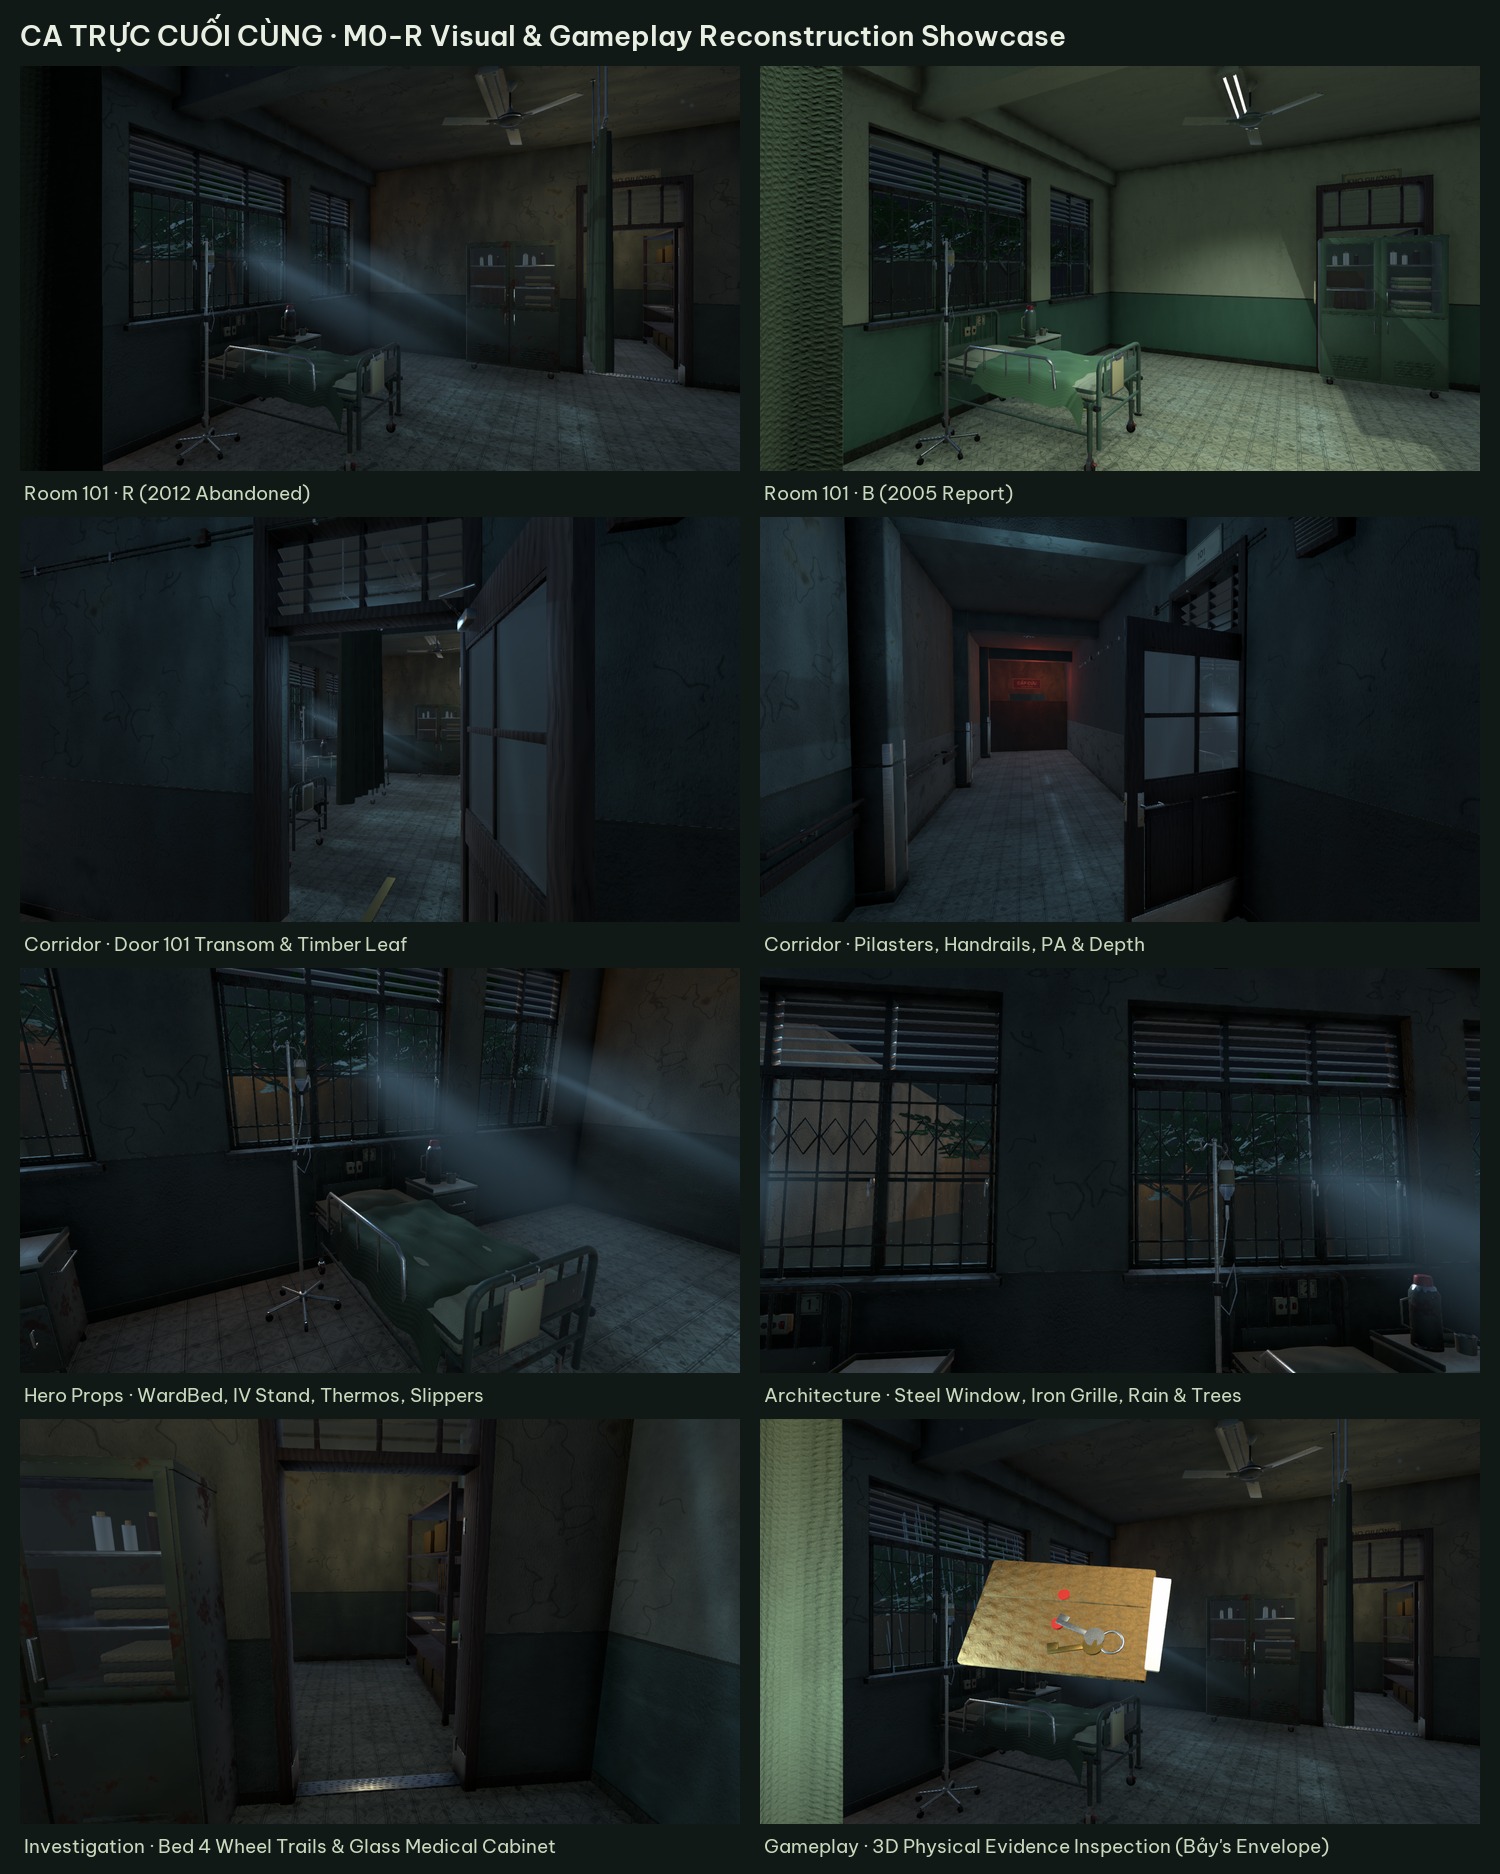 CA TRỰC CUỐI CÙNG · M0-R Visual & Gameplay Reconstruction Showcase
Room 101 · R (2012 Abandoned)
Room 101 · B (2005 Report)
101
Corridor · Door 101 Transom & Timber Leaf
Corridor · Pilasters, Handrails, PA & Depth
1
Hero Props · WardBed, IV Stand, Thermos, Slippers
Architecture · Steel Window, Iron Grille, Rain & Trees
Investigation · Bed 4 Wheel Trails & Glass Medical Cabinet
Gameplay · 3D Physical Evidence Inspection (Bảy's Envelope)